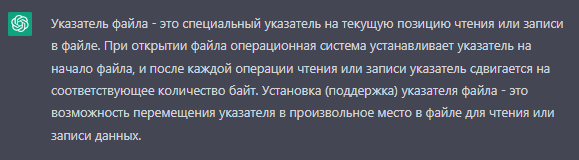 Указатель файла - это специальный указатель на текущую позицию чтения или записи
в файле. При открытии файла операционная система устанавливает указатель на
начало файла, и после каждой операции чтения или записи указатель сдвигается на
соответствующее количество байт. Установка (поддержка) указателя файла - это
возможность перемещения указателя в произвольное место в файле для чтения или
записи данных.